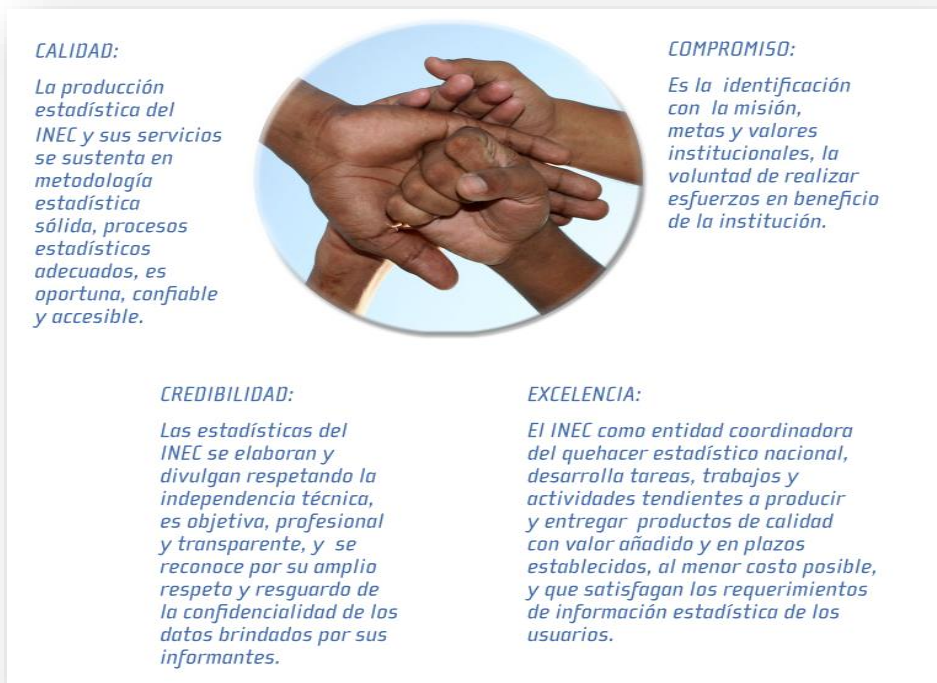 CALIDAD:
La producción
estadística del
INEC y sus servicios
se sustenta en
metodología
estadística
sólida, procesos
estadísticos
adecuados, es
oportuna, confiable
y accesible.
COMPROMISO:
Es la identificación
con la misión,
metas y valores
institucionales, la
voluntad de realizar
esfuerzos en beneficio
de la institución.
CREDIBILIDAD:
Las estadísticas del
INEC se elaboran y
divulgan respetando la
independencia técnica,
es objetiva, profesional
y transparente, y se
reconoce por su amplio
respeto y resguardo de
la confidencialidad de los
datos brindados por sus
informantes.
EXCELENCIA:
El INEC como entidad coordinadora
del quehacer estadístico nacional,
desarrolla tareas, trabajos y
actividades tendientes a producir
y entregar productos de calidad
con valor añadido y en plazos
establecidos, al menor costo posible,
y que satisfagan los requerimientos
de información estadística de los
usuarios.